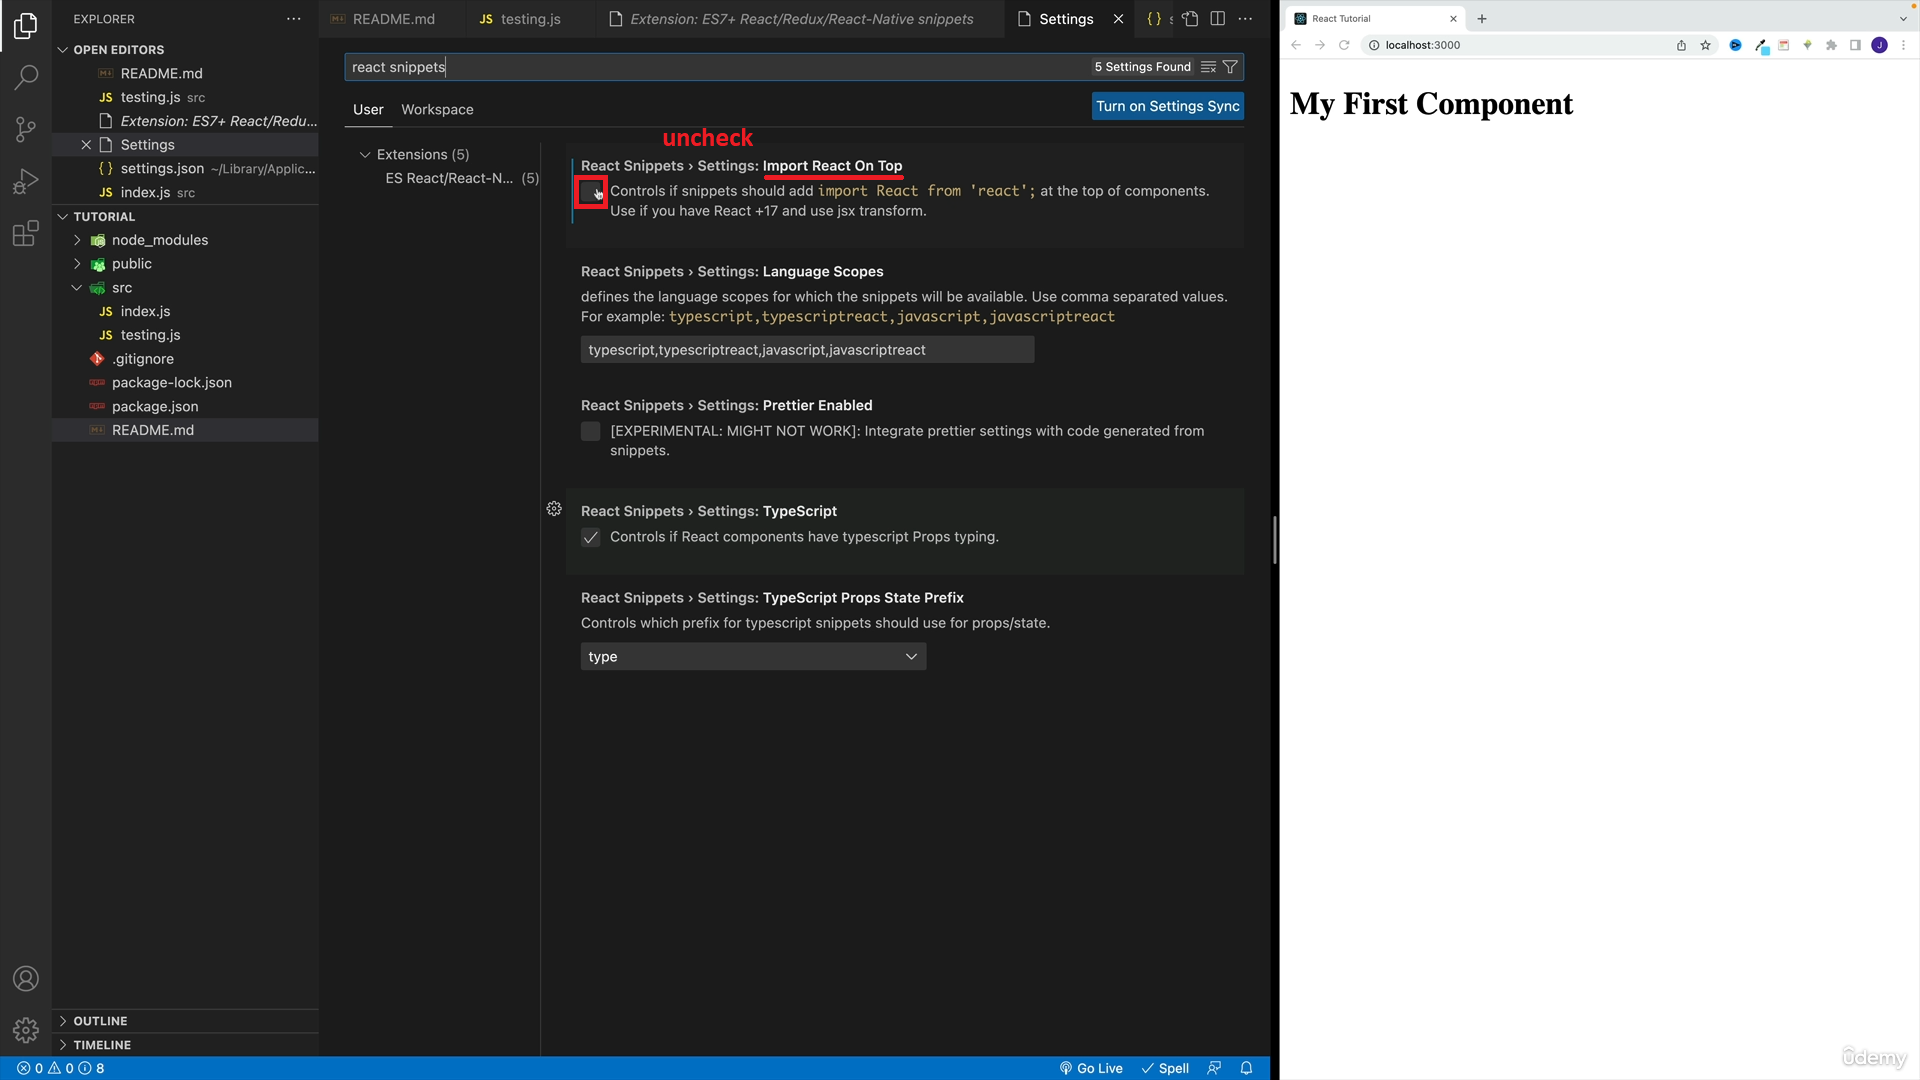 EXPLORER
OPEN EDITORS
README.md
JS testing.js src
Extension: ES7+ React/Redu...
Settings
{ } settings.json ~/Library/Applic...
JS index.js src
TUTORIAL
node_modules
public
src
JS index.js
JS testing.js
.gitignore
package-lock.json
package.json
README.md
OUTLINE
TIMELINE
README.md
JS testing.js
Extension: ES7+ React/Redux/React-Native snippets
Settings
{ } s
react snippets
5 Settings Found
User
Workspace
Turn on Settings Sync
Extensions (5)
ES React/React-N... (5)
uncheck
React Snippets › Settings: Import React On Top
Controls if snippets should add import React from 'react'; at the top of components.
Use if you have React +17 and use jsx transform.
React Snippets › Settings: Language Scopes
defines the language scopes for which the snippets will be available. Use comma separated values.
For example: typescript,typescriptreact,javascript,javascriptreact
typescript,typescriptreact,javascript,javascriptreact
React Snippets › Settings: Prettier Enabled
[EXPERIMENTAL: MIGHT NOT WORK]: Integrate prettier settings with code generated from
snippets.
React Snippets › Settings: TypeScript
Controls if React components have typescript Props typing.
React Snippets › Settings: TypeScript Props State Prefix
Controls which prefix for typescript snippets should use for props/state.
type
0 0 8
Go Live
Spell
React Tutorial
localhost:3000
J
My First Component
ûdemy